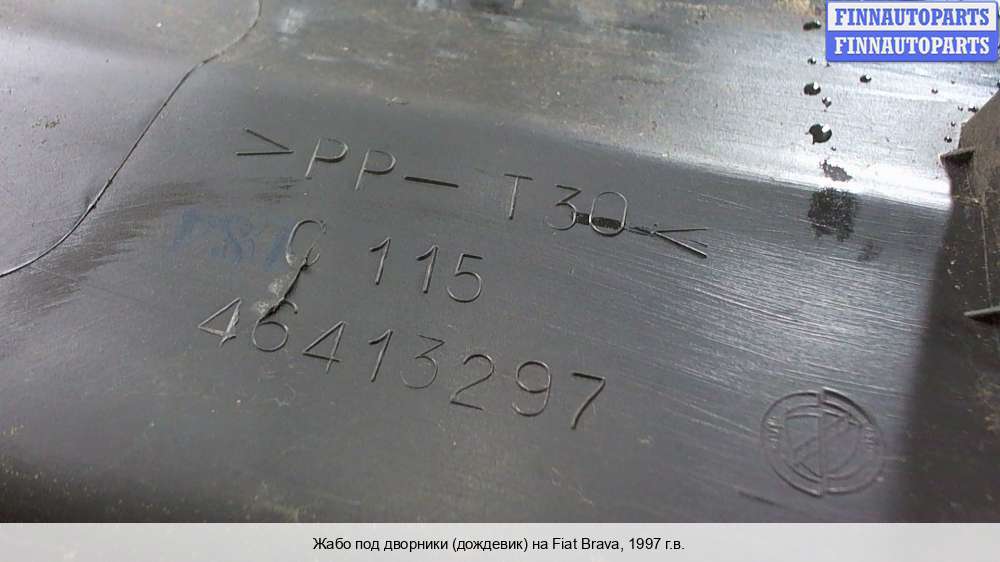 FINNAUTOPARTS
FINNAUTOPARTS
>PP-T30<
C 115
46413297
Жабо под дворники (дождевик) на Fiat Brava, 1997 г.в.